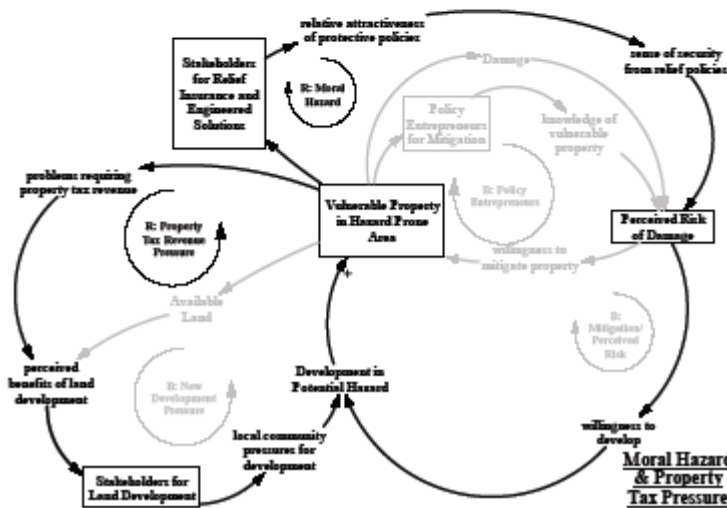 relative attractiveness
of protective policies
Stakeholders
for Relief
Insurance and
Engineered
Solutions
R: Moral
Hazard
Damage
sense of security
from relief policies
Policy
Entrepreneurs
for Mitigation
knowledge of
vulnerable
property
problems requiring
property tax revenue
R: Property
Tax Revenue
Pressure
Vulnerable Property
in Hazard Prone
Area
B: Policy
Entrepreneurs
Perceived Risk
of Damage
willingness to
mitigate property
Available
Land
B:
Mitigation/
Perceived
Risk
perceived
benefits of land
development
B: New
Development
Pressure
+
Development in
Potential Hazard
local community
pressures for
development
willingness to
develop
Stakeholders for
Land Development
Moral Hazard
& Property
Tax Pressure